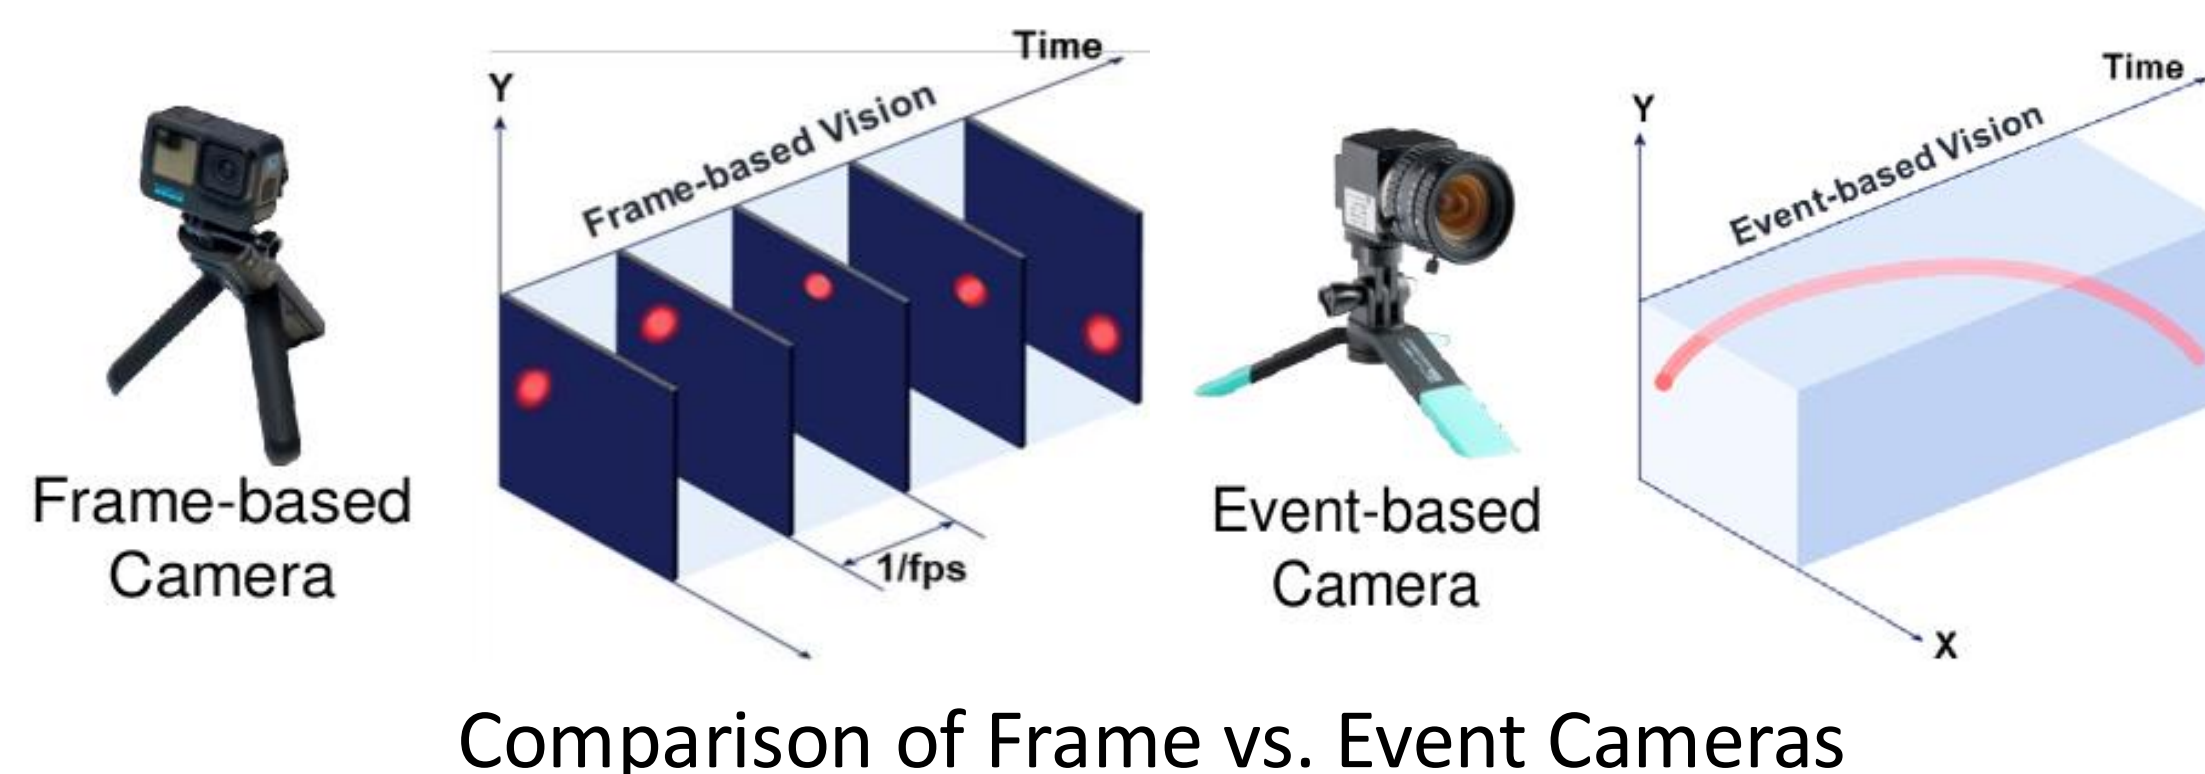 Time
Y
Frame-based Vision
1/fps
Frame-based
Camera
Time
Y
Event-based Vision
X
Event-based
Camera
Comparison of Frame vs. Event Cameras